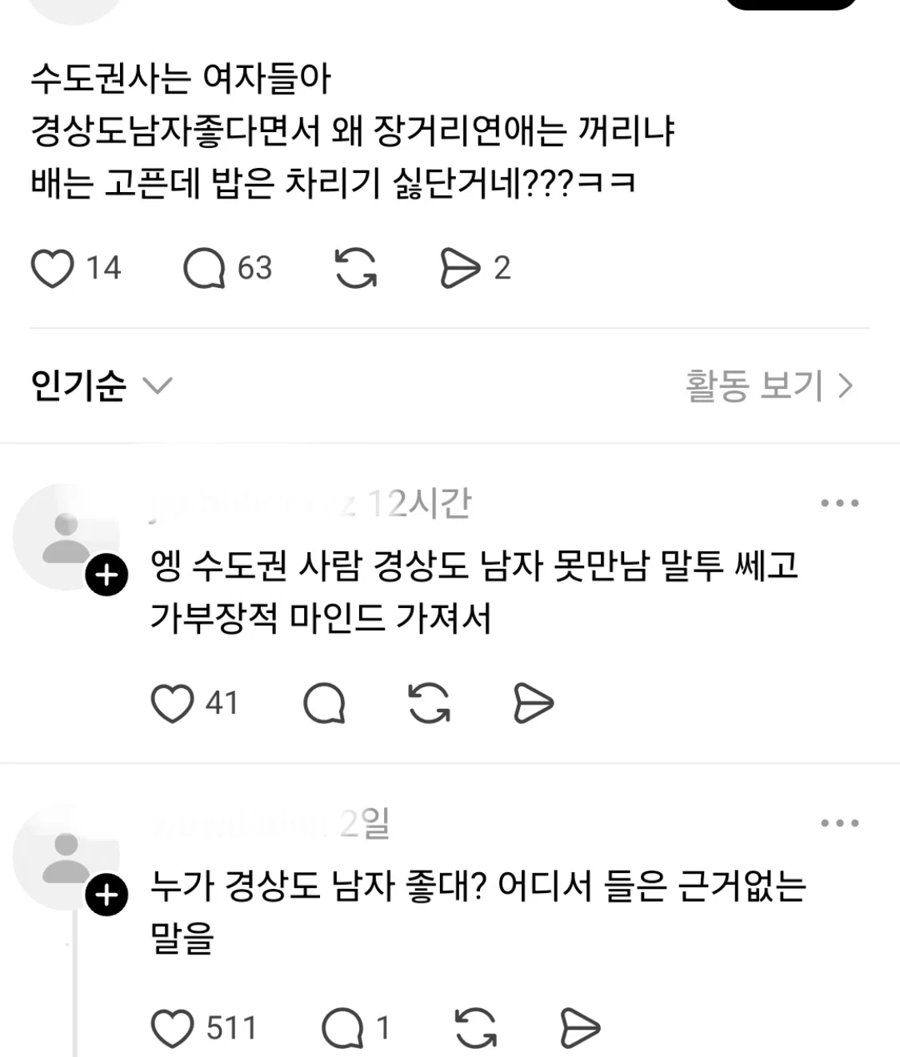 수도권사는 여자들아
경상도남자좋다면서 왜 장거리연애는 꺼리냐
배는 고픈데 밥은 차리기 싫단거네???ㅋㅋ
14 63 2
인기순 활동 보기
12시간
엥 수도권 사람 경상도 남자 못만남 말투 쎄고
가부장적 마인드 가져서
41
2일
누가 경상도 남자 좋대? 어디서 들은 근거없는
말을
511 1